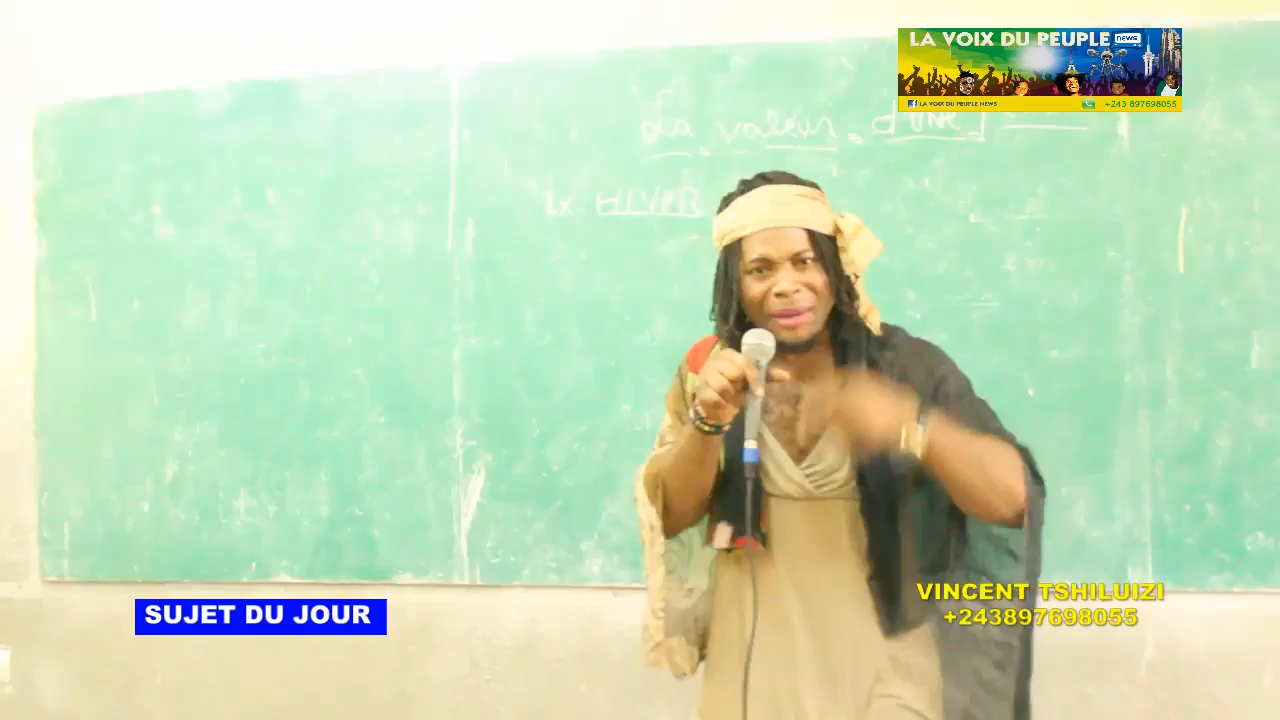 LA VOIX DU PEUPLE news
LA VOIX DU PEUPLE NEWS
+243 897698055
La valeur d'une
SUJET DU JOUR
VINCENT TSHILUIZI
+243897698055